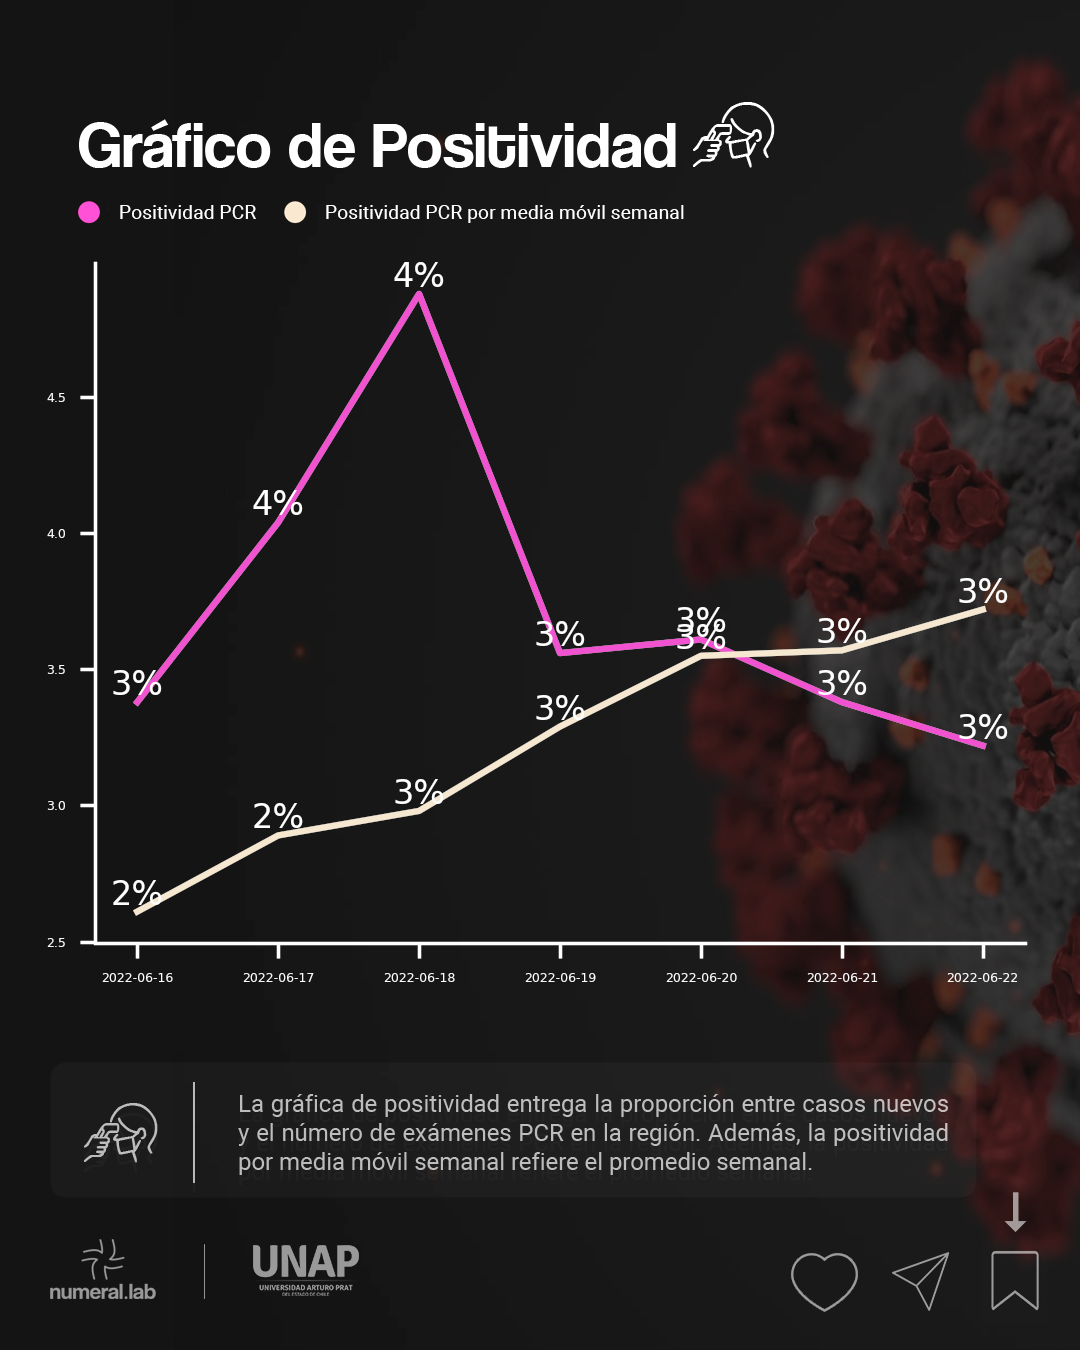 Gráfico de Positividad
Positividad PCR
Positividad PCR por media móvil semanal
4%
4.5
4%
4.0
3%
3%
3%
3%
3%
3%
3.5
3%
3%
3%
3%
3%
3.0
2%
2%
2.5
2022-06-16 2022-06-17 2022-06-18 2022-06-19 2022-06-20 2022-06-21 2022-06-22
La gráfica de positividad entrega la proporción entre casos nuevos
y el número de exámenes PCR en la región. Además, la positividad
por media móvil semanal refiere el promedio semanal.
numeral.lab
UNAP
UNIVERSIDAD ARTURO PRAT
DEL ESTADO DE CHILE